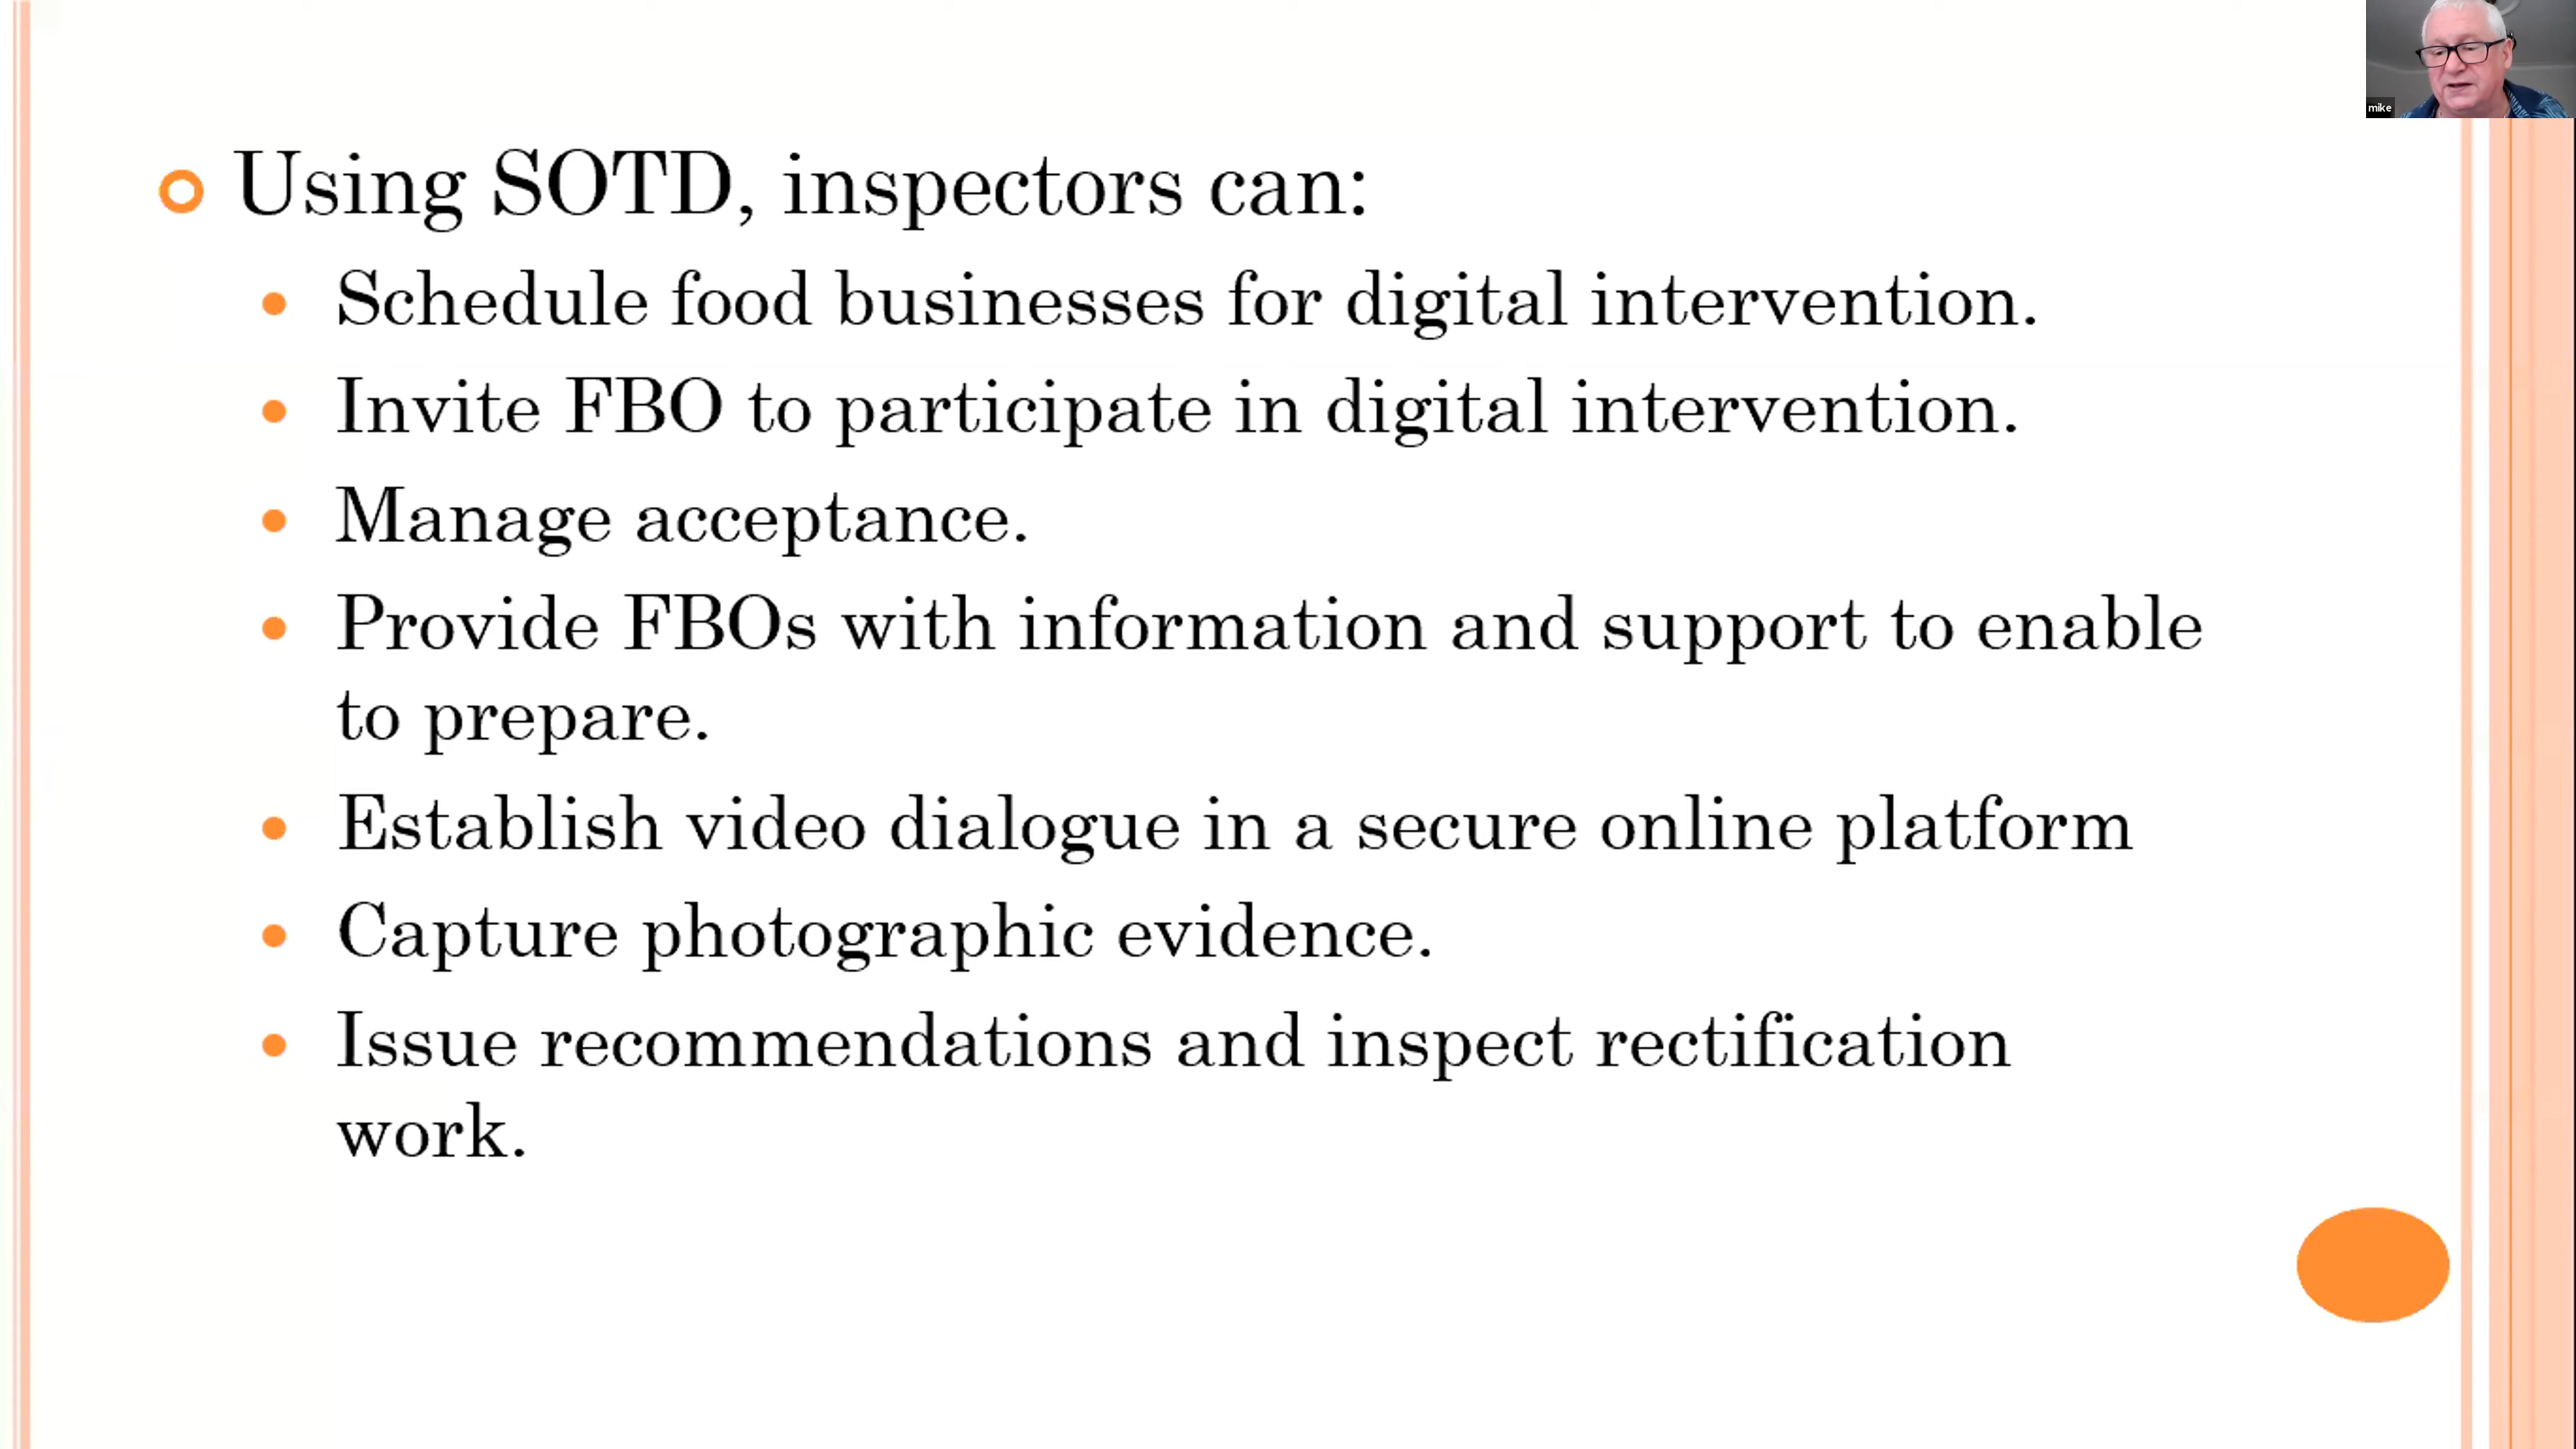 mike
Using SOTD, inspectors can:
Schedule food businesses for digital intervention.
Invite FBO to participate in digital intervention.
Manage acceptance.
Provide FBOs with information and support to enable
to prepare.
Establish video dialogue in a secure online platform
Capture photographic evidence.
Issue recommendations and inspect rectification
work.